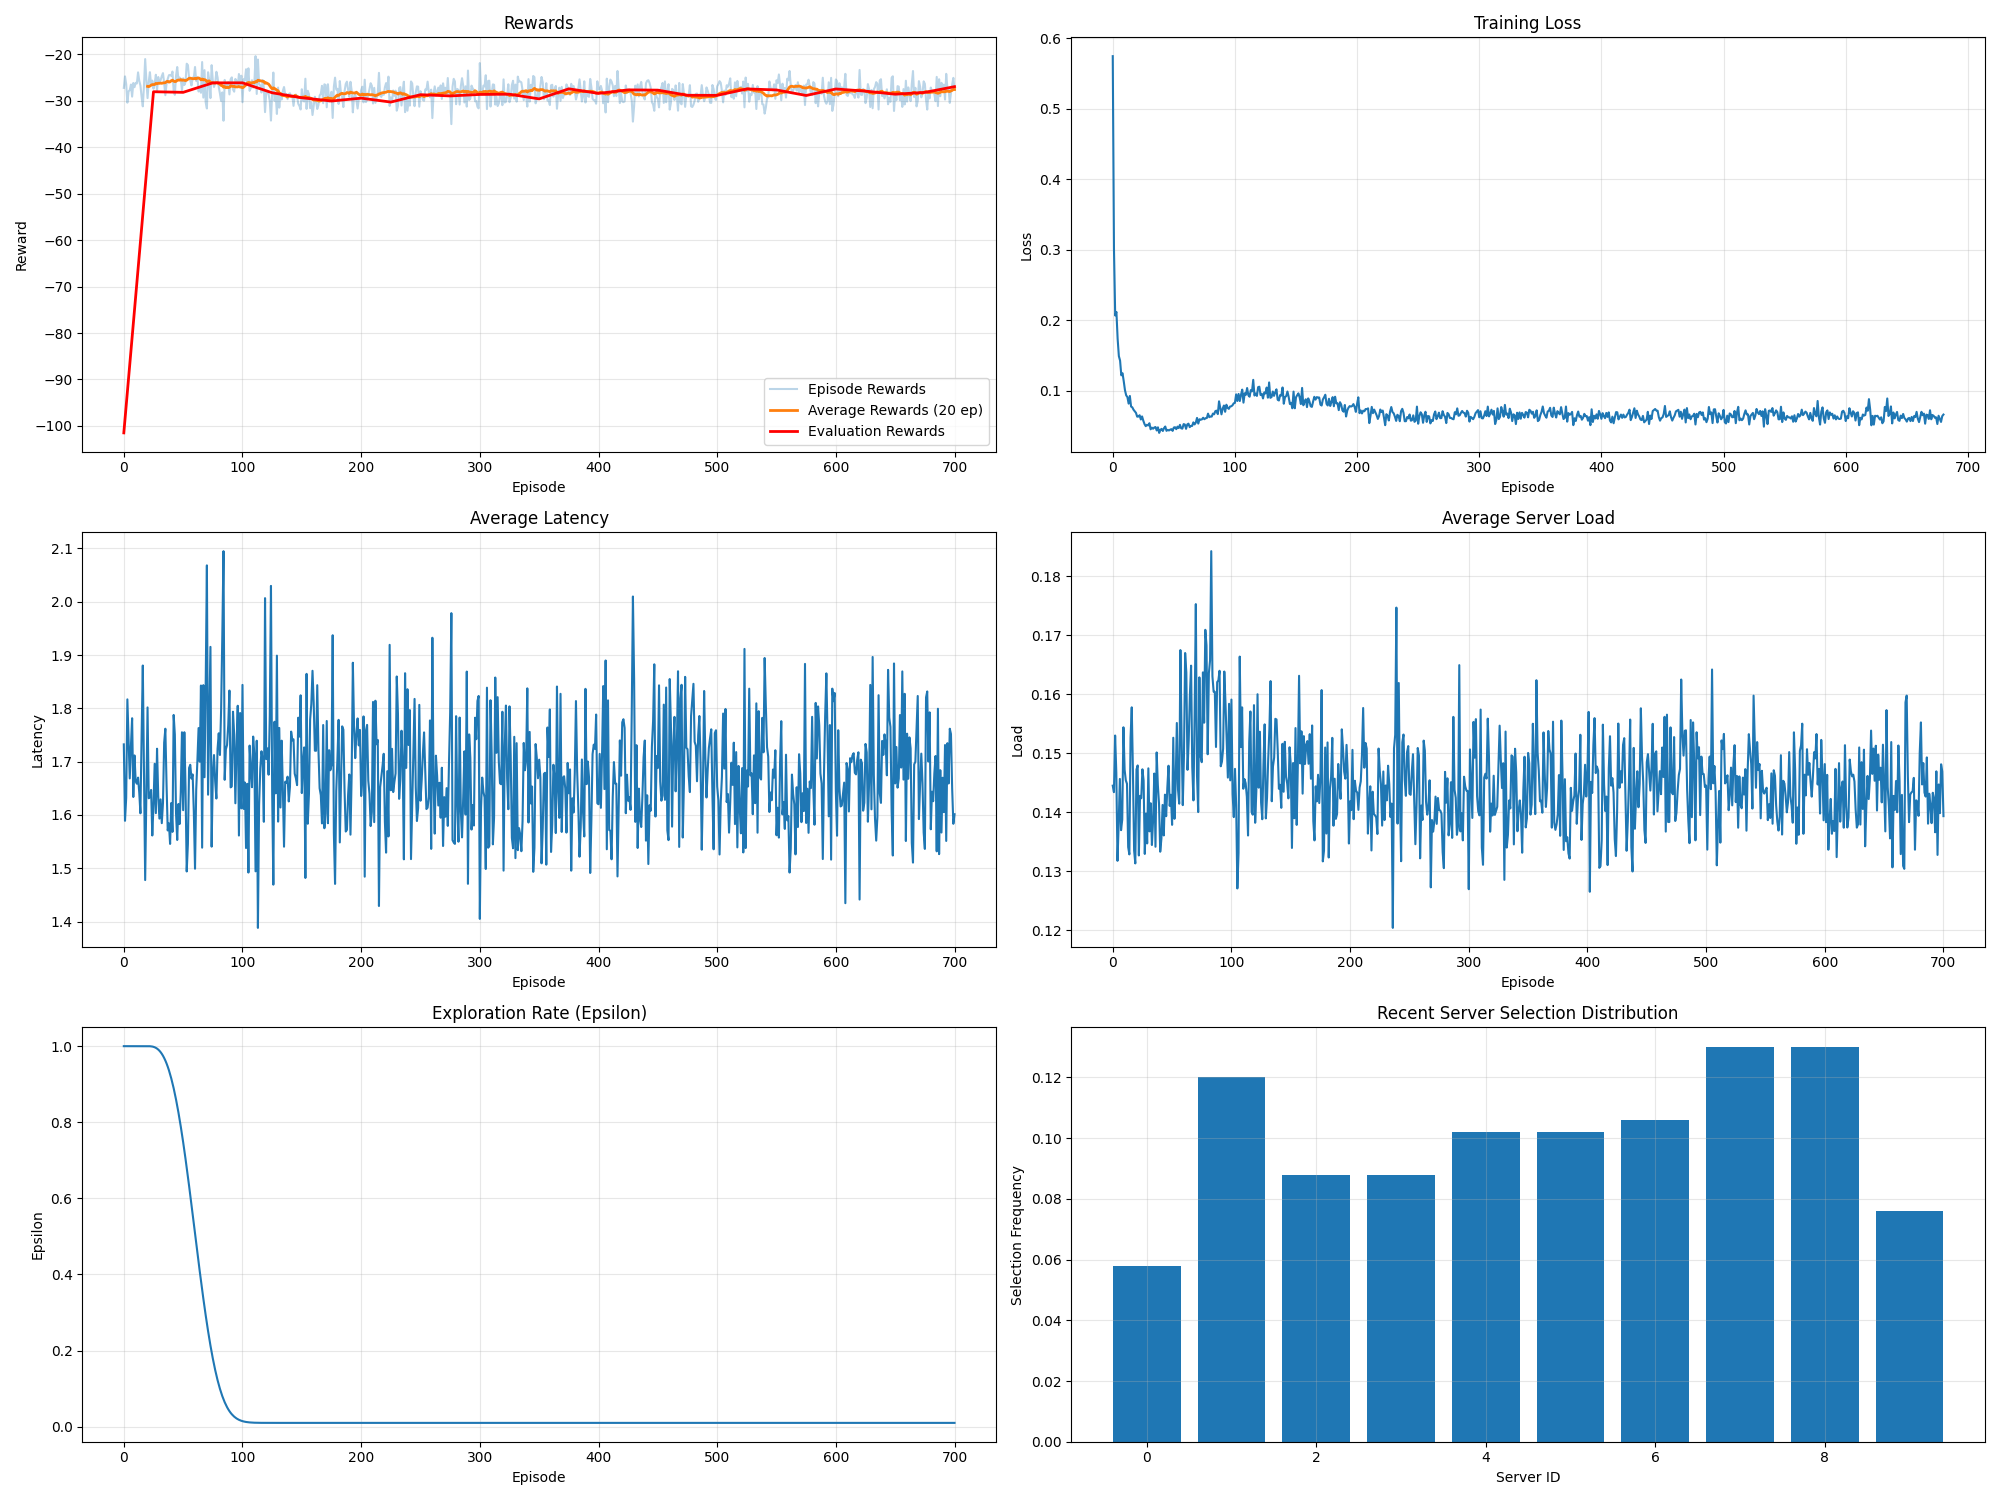 Rewards
−20
−30
−40
−50
−60
−70
−80
−90
−100
Reward
Episode Rewards
Average Rewards (20 ep)
Evaluation Rewards
0 100 200 300 400 500 600 700
Episode
Training Loss
0.6
0.5
0.4
0.3
0.2
0.1
Loss
0 100 200 300 400 500 600 700
Episode
Average Latency
2.1
2.0
1.9
1.8
1.7
1.6
1.5
1.4
Latency
0 100 200 300 400 500 600 700
Episode
Average Server Load
0.18
0.17
0.16
0.15
0.14
0.13
0.12
Load
0 100 200 300 400 500 600 700
Episode
Exploration Rate (Epsilon)
1.0
0.8
0.6
0.4
0.2
0.0
Epsilon
0 100 200 300 400 500 600 700
Episode
Recent Server Selection Distribution
0.12
0.10
0.08
0.06
0.04
0.02
0.00
Selection Frequency
0 2 4 6 8
Server ID